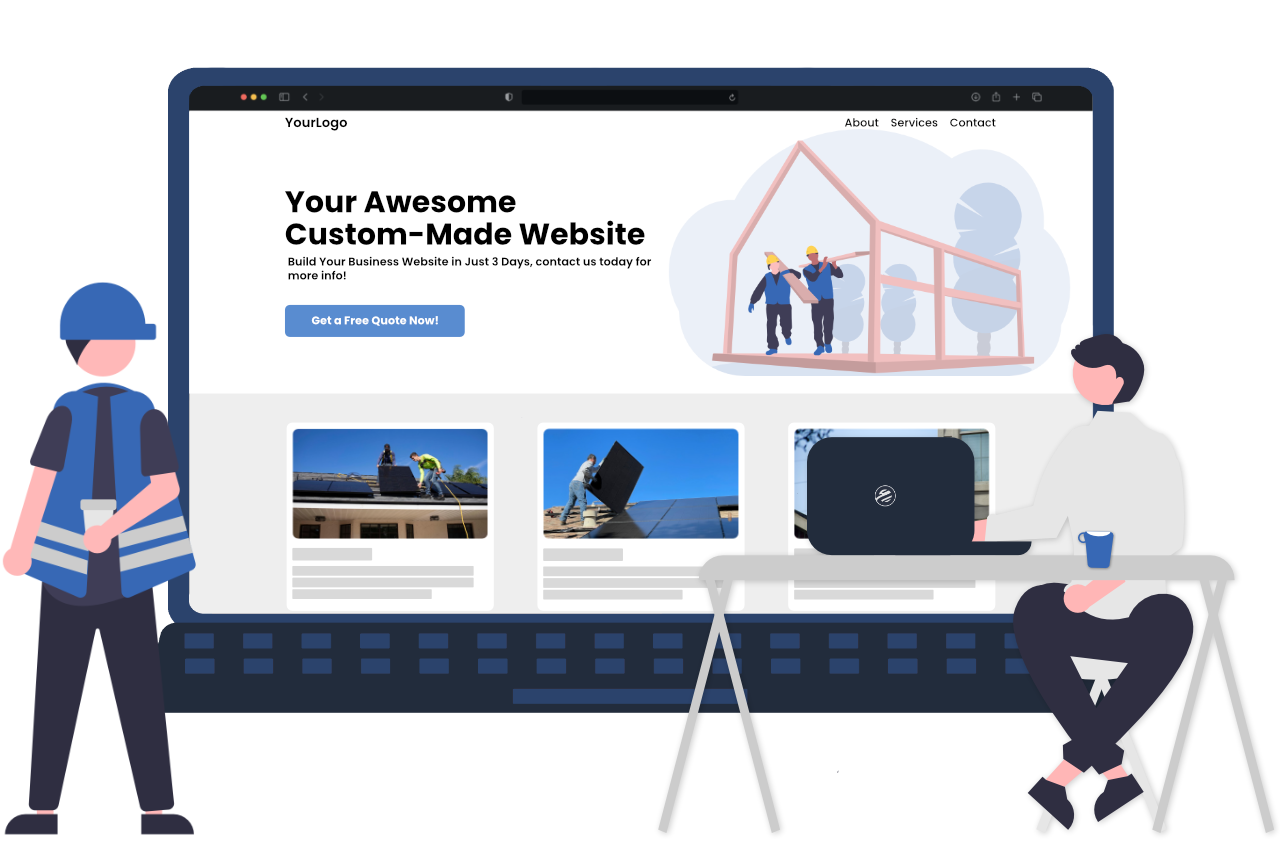 YourLogo
About Services Contact
Your Awesome
Custom-Made Website
Build Your Business Website in Just 3 Days, contact us today for
more info!
Get a Free Quote Now!